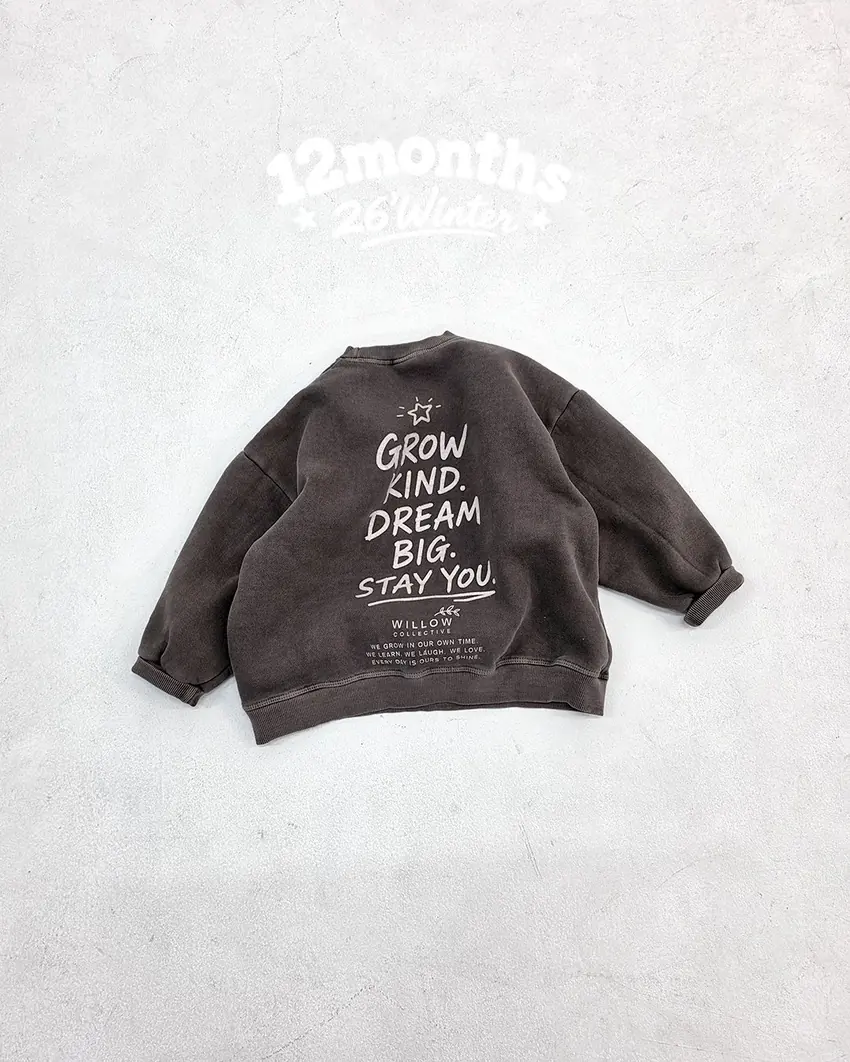 12months
26'Winter
GROW
KIND.
DREAM
BIG.
STAY YOU.
WILLOW
COLLECTIVE
WE GROW IN OUR OWN TIME.
WE LEARN. WE LAUGH. WE LOVE.
EVERY DAY IS OURS TO SHINE.